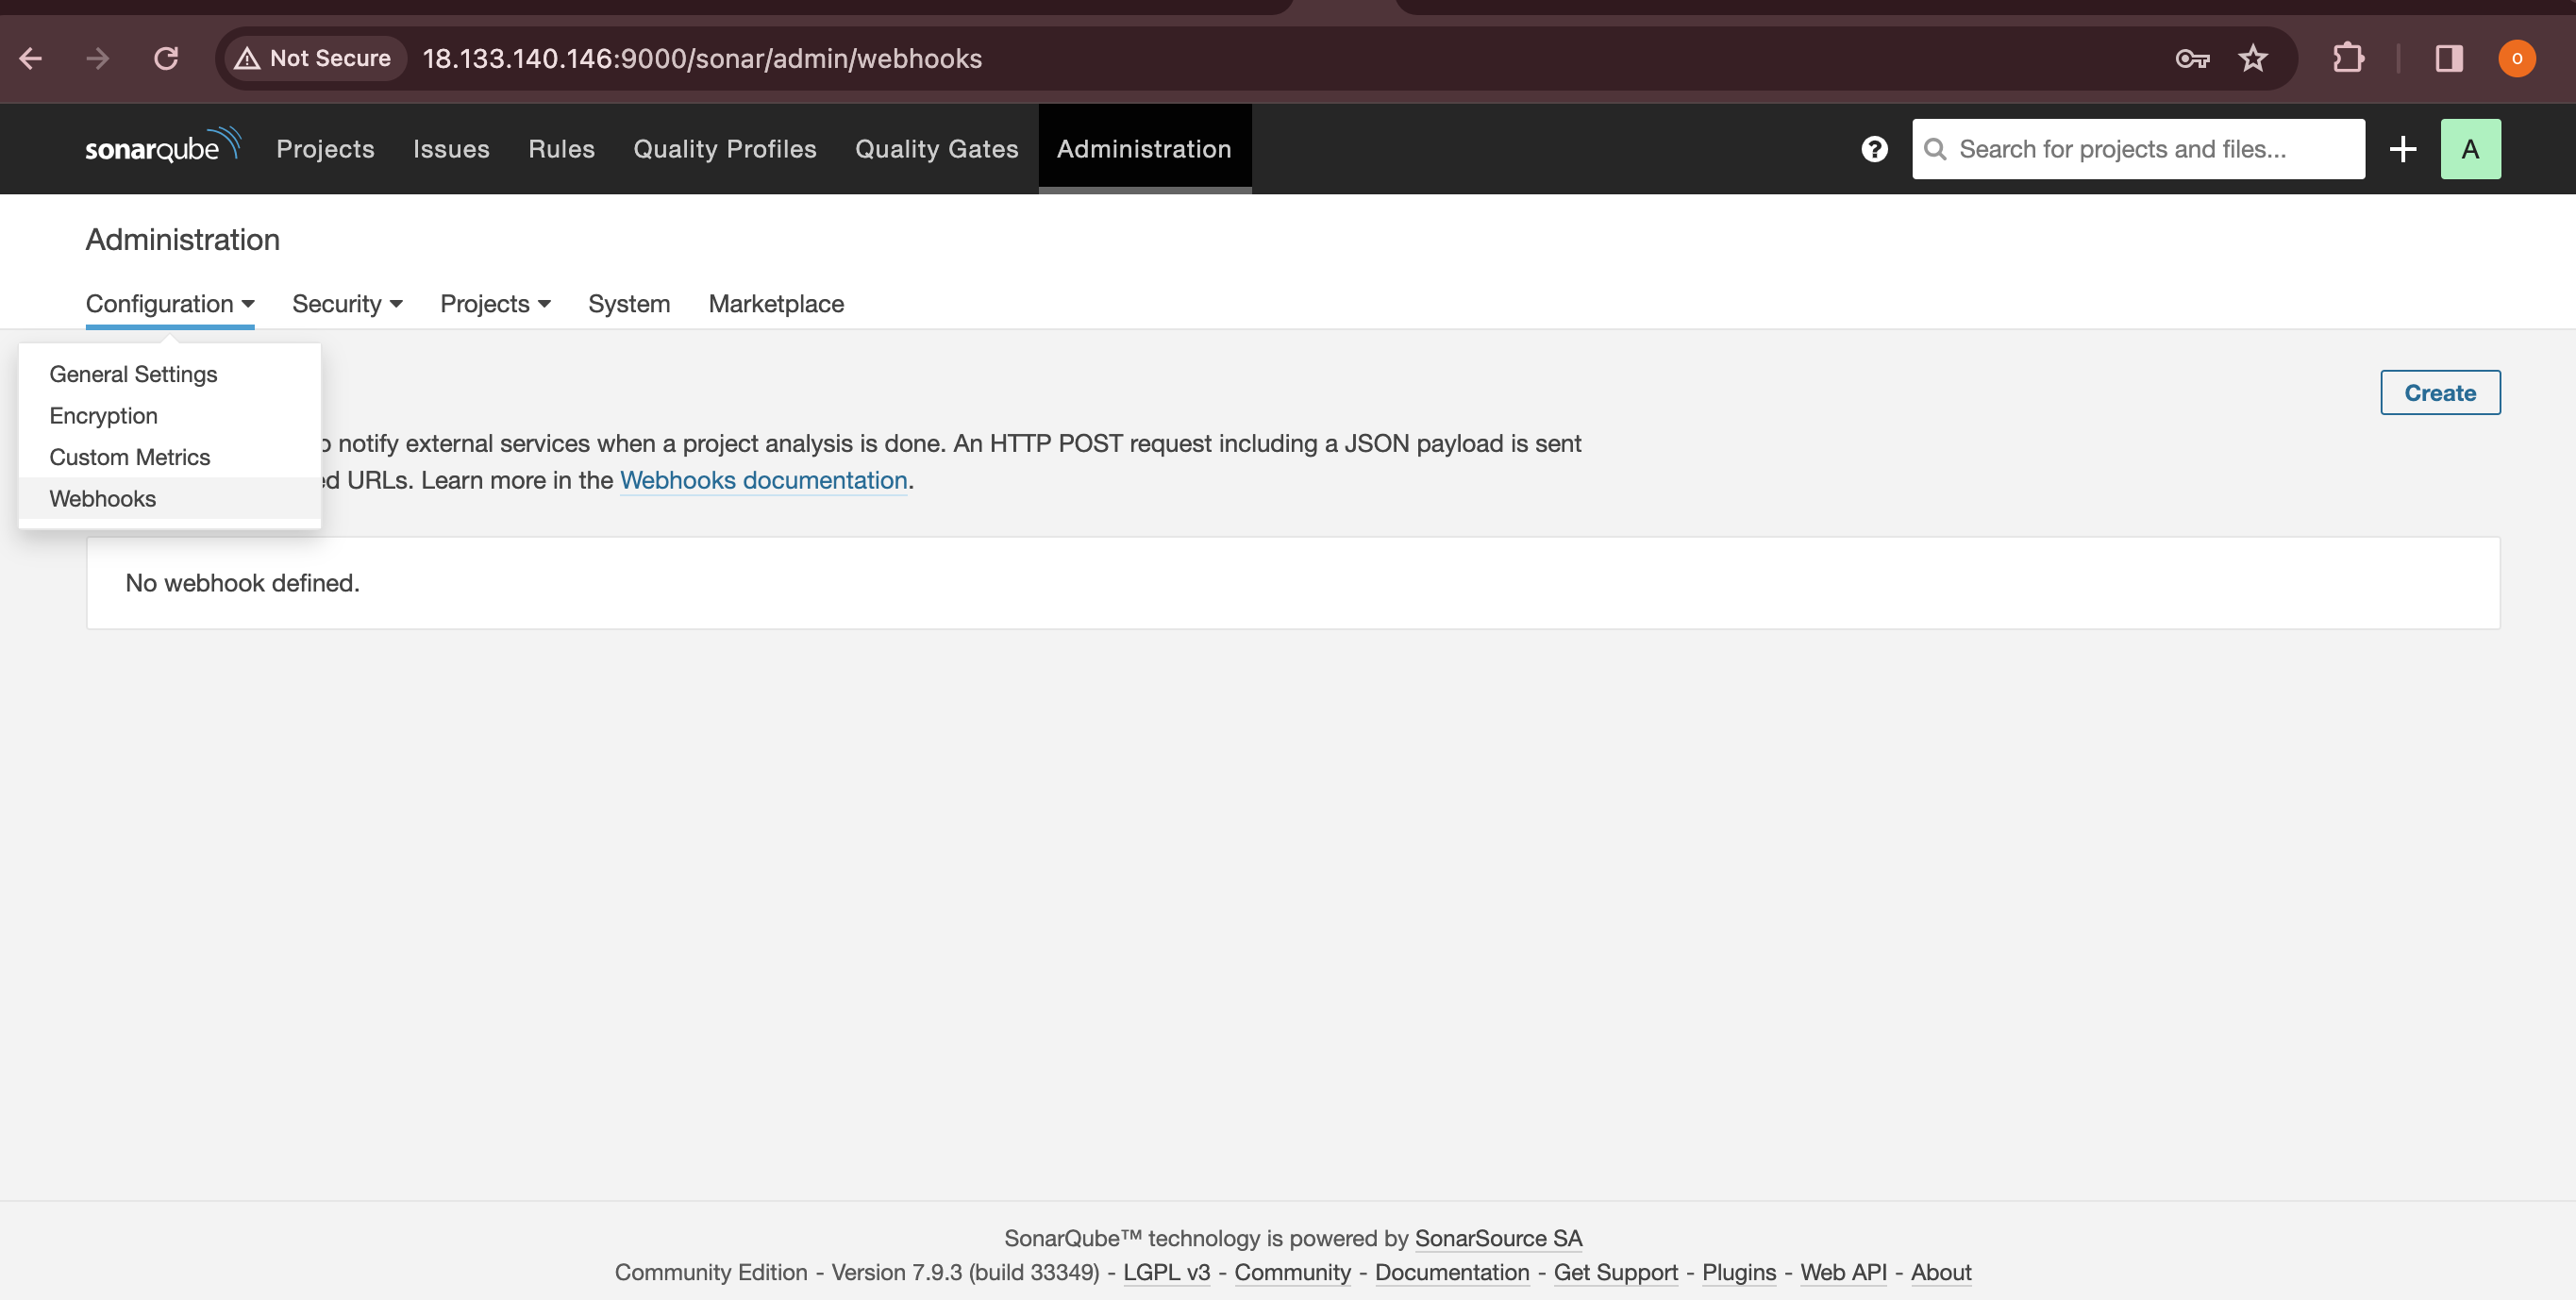 Not Secure 18.133.140.146:9000/sonar/admin/webhooks O
sonarqube Projects Issues Rules Quality Profiles Quality Gates Administration ? Search for projects and files... + A
Administration
Configuration Security Projects System Marketplace
General Settings
Create
Encryption
notify external services when a project analysis is done. An HTTP POST request including a JSON payload is sent
Custom Metrics
URLs. Learn more in the Webhooks documentation.
Webhooks
No webhook defined.
SonarQube™ technology is powered by SonarSource SA
Community Edition - Version 7.9.3 (build 33349) - LGPL v3 - Community - Documentation - Get Support - Plugins - Web API - About